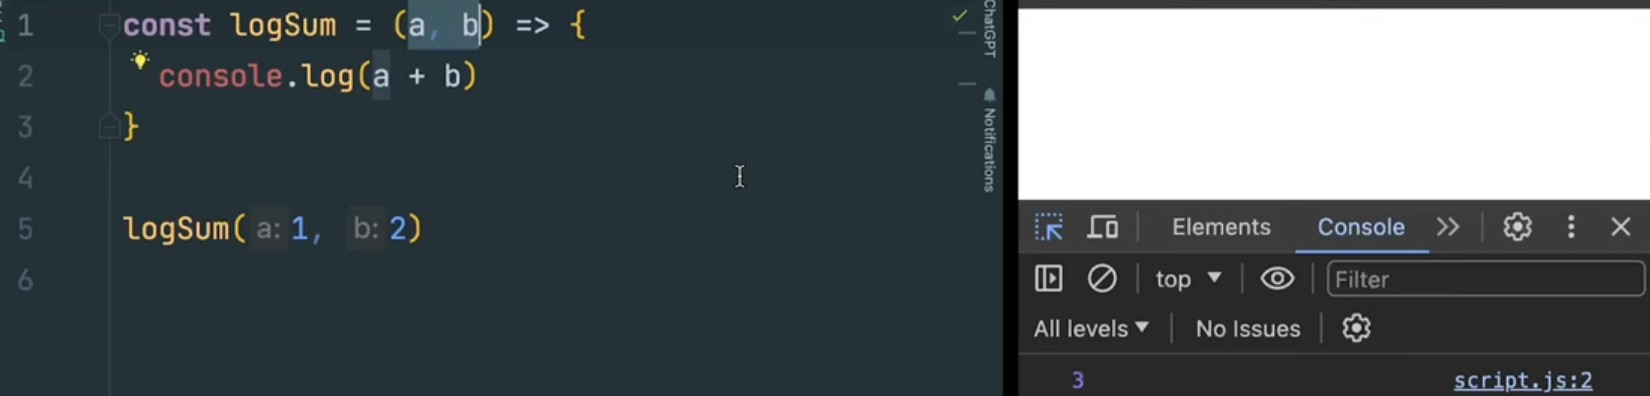 1 const logSum = (a, b) => {
2 console.log(a + b)
3 }
4
5 logSum( a: 1, b: 2)
6
ChatGPT
Notifications
Elements Console
top Filter
All levels No Issues
3 script.js:2